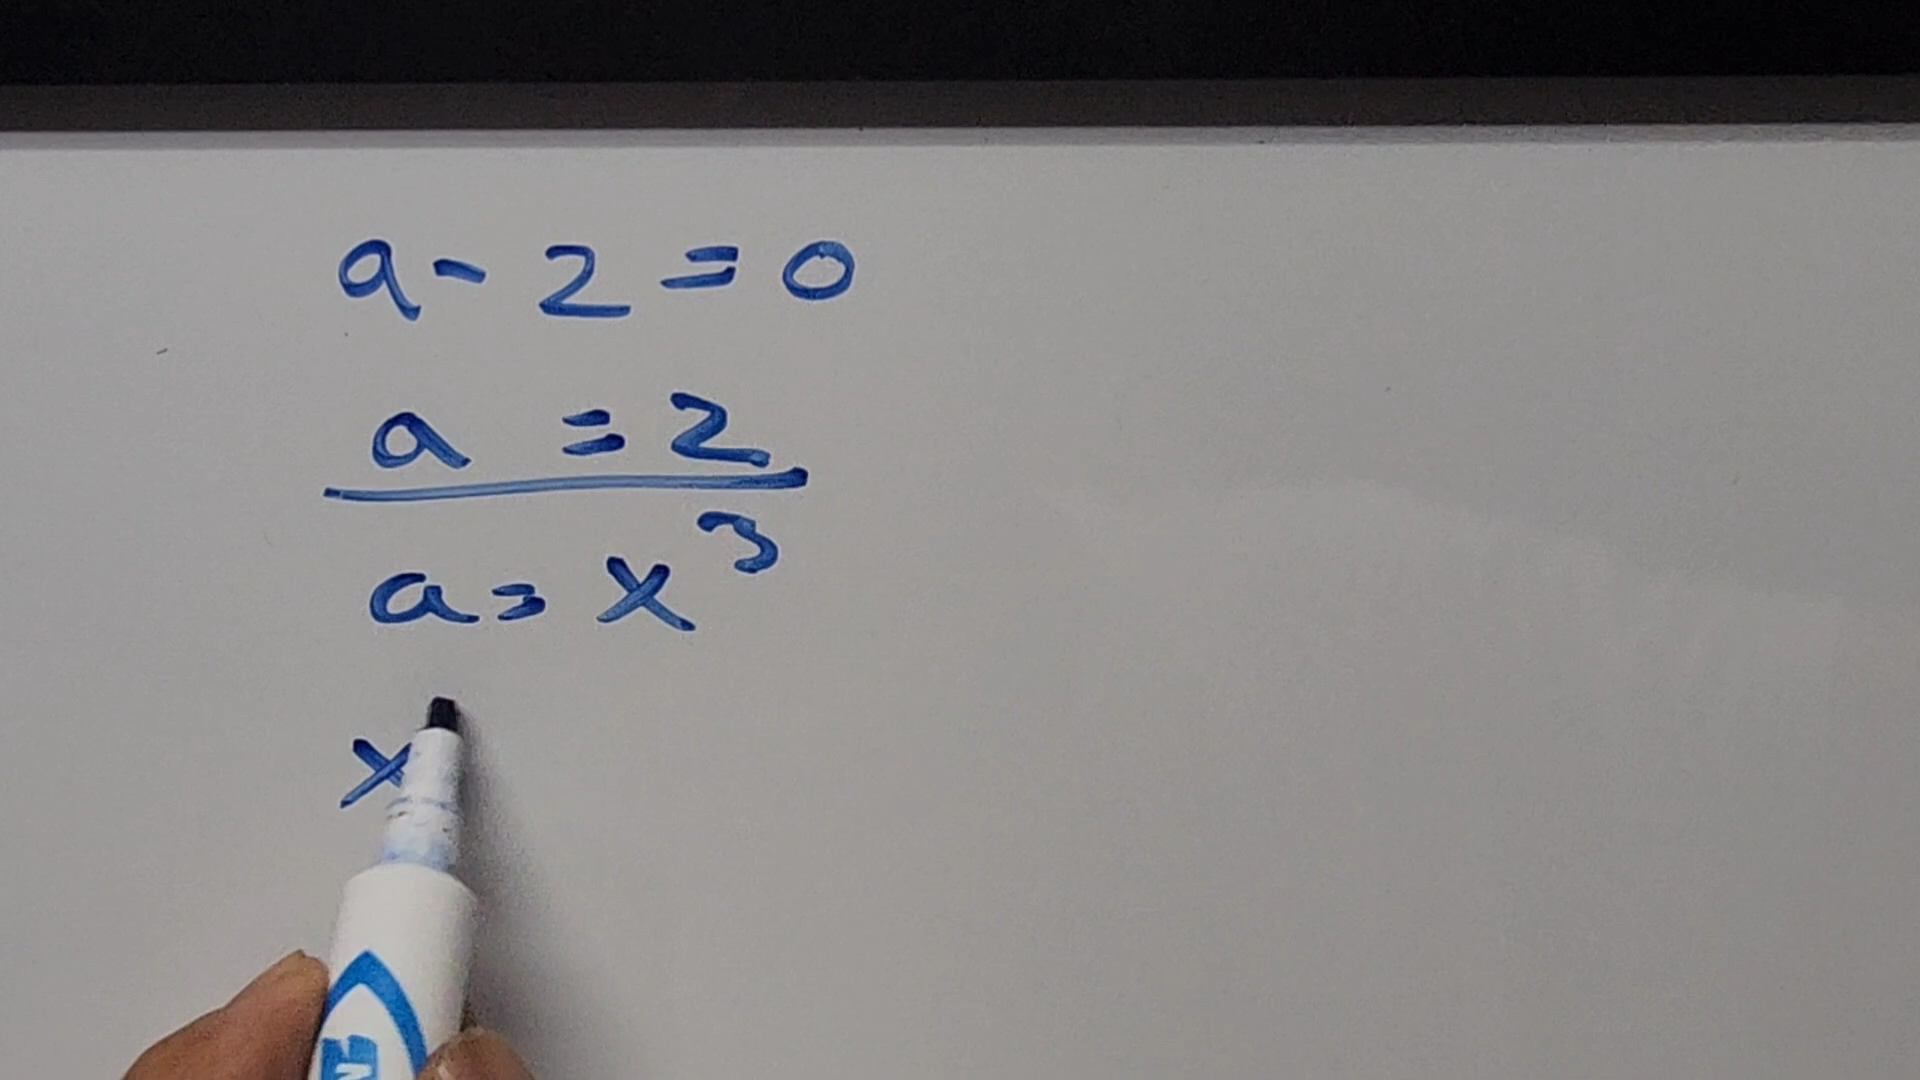 a - 2 = 0
a = 2
a = x³
x